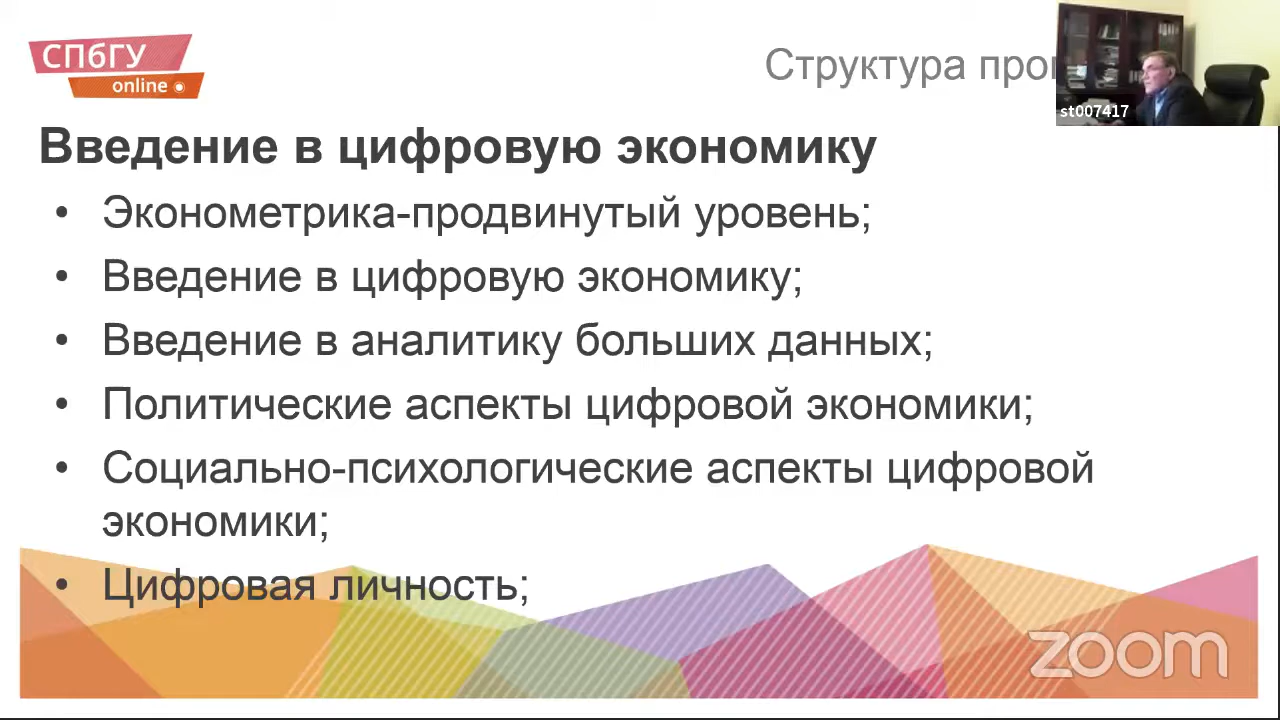 СПбГУ
online
Структура
st007417
Введение в цифровую экономику
• Эконометрика-продвинутый уровень;
• Введение в цифровую экономику;
• Введение в аналитику больших данных;
• Политические аспекты цифровой экономики;
• Социально-психологические аспекты цифровой
экономики;
• Цифровая личность;
zoom